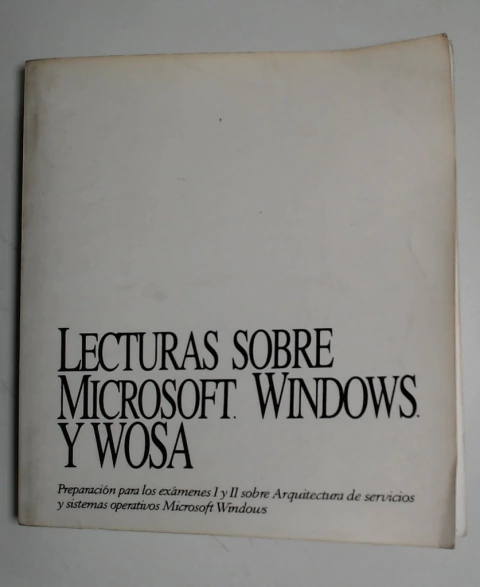 LECTURAS SOBRE
MICROSOFT. WINDOWS.
Y WOSA
Preparación para los exámenes I y II sobre Arquitectura de servicios
y sistemas operativos Microsoft Windows